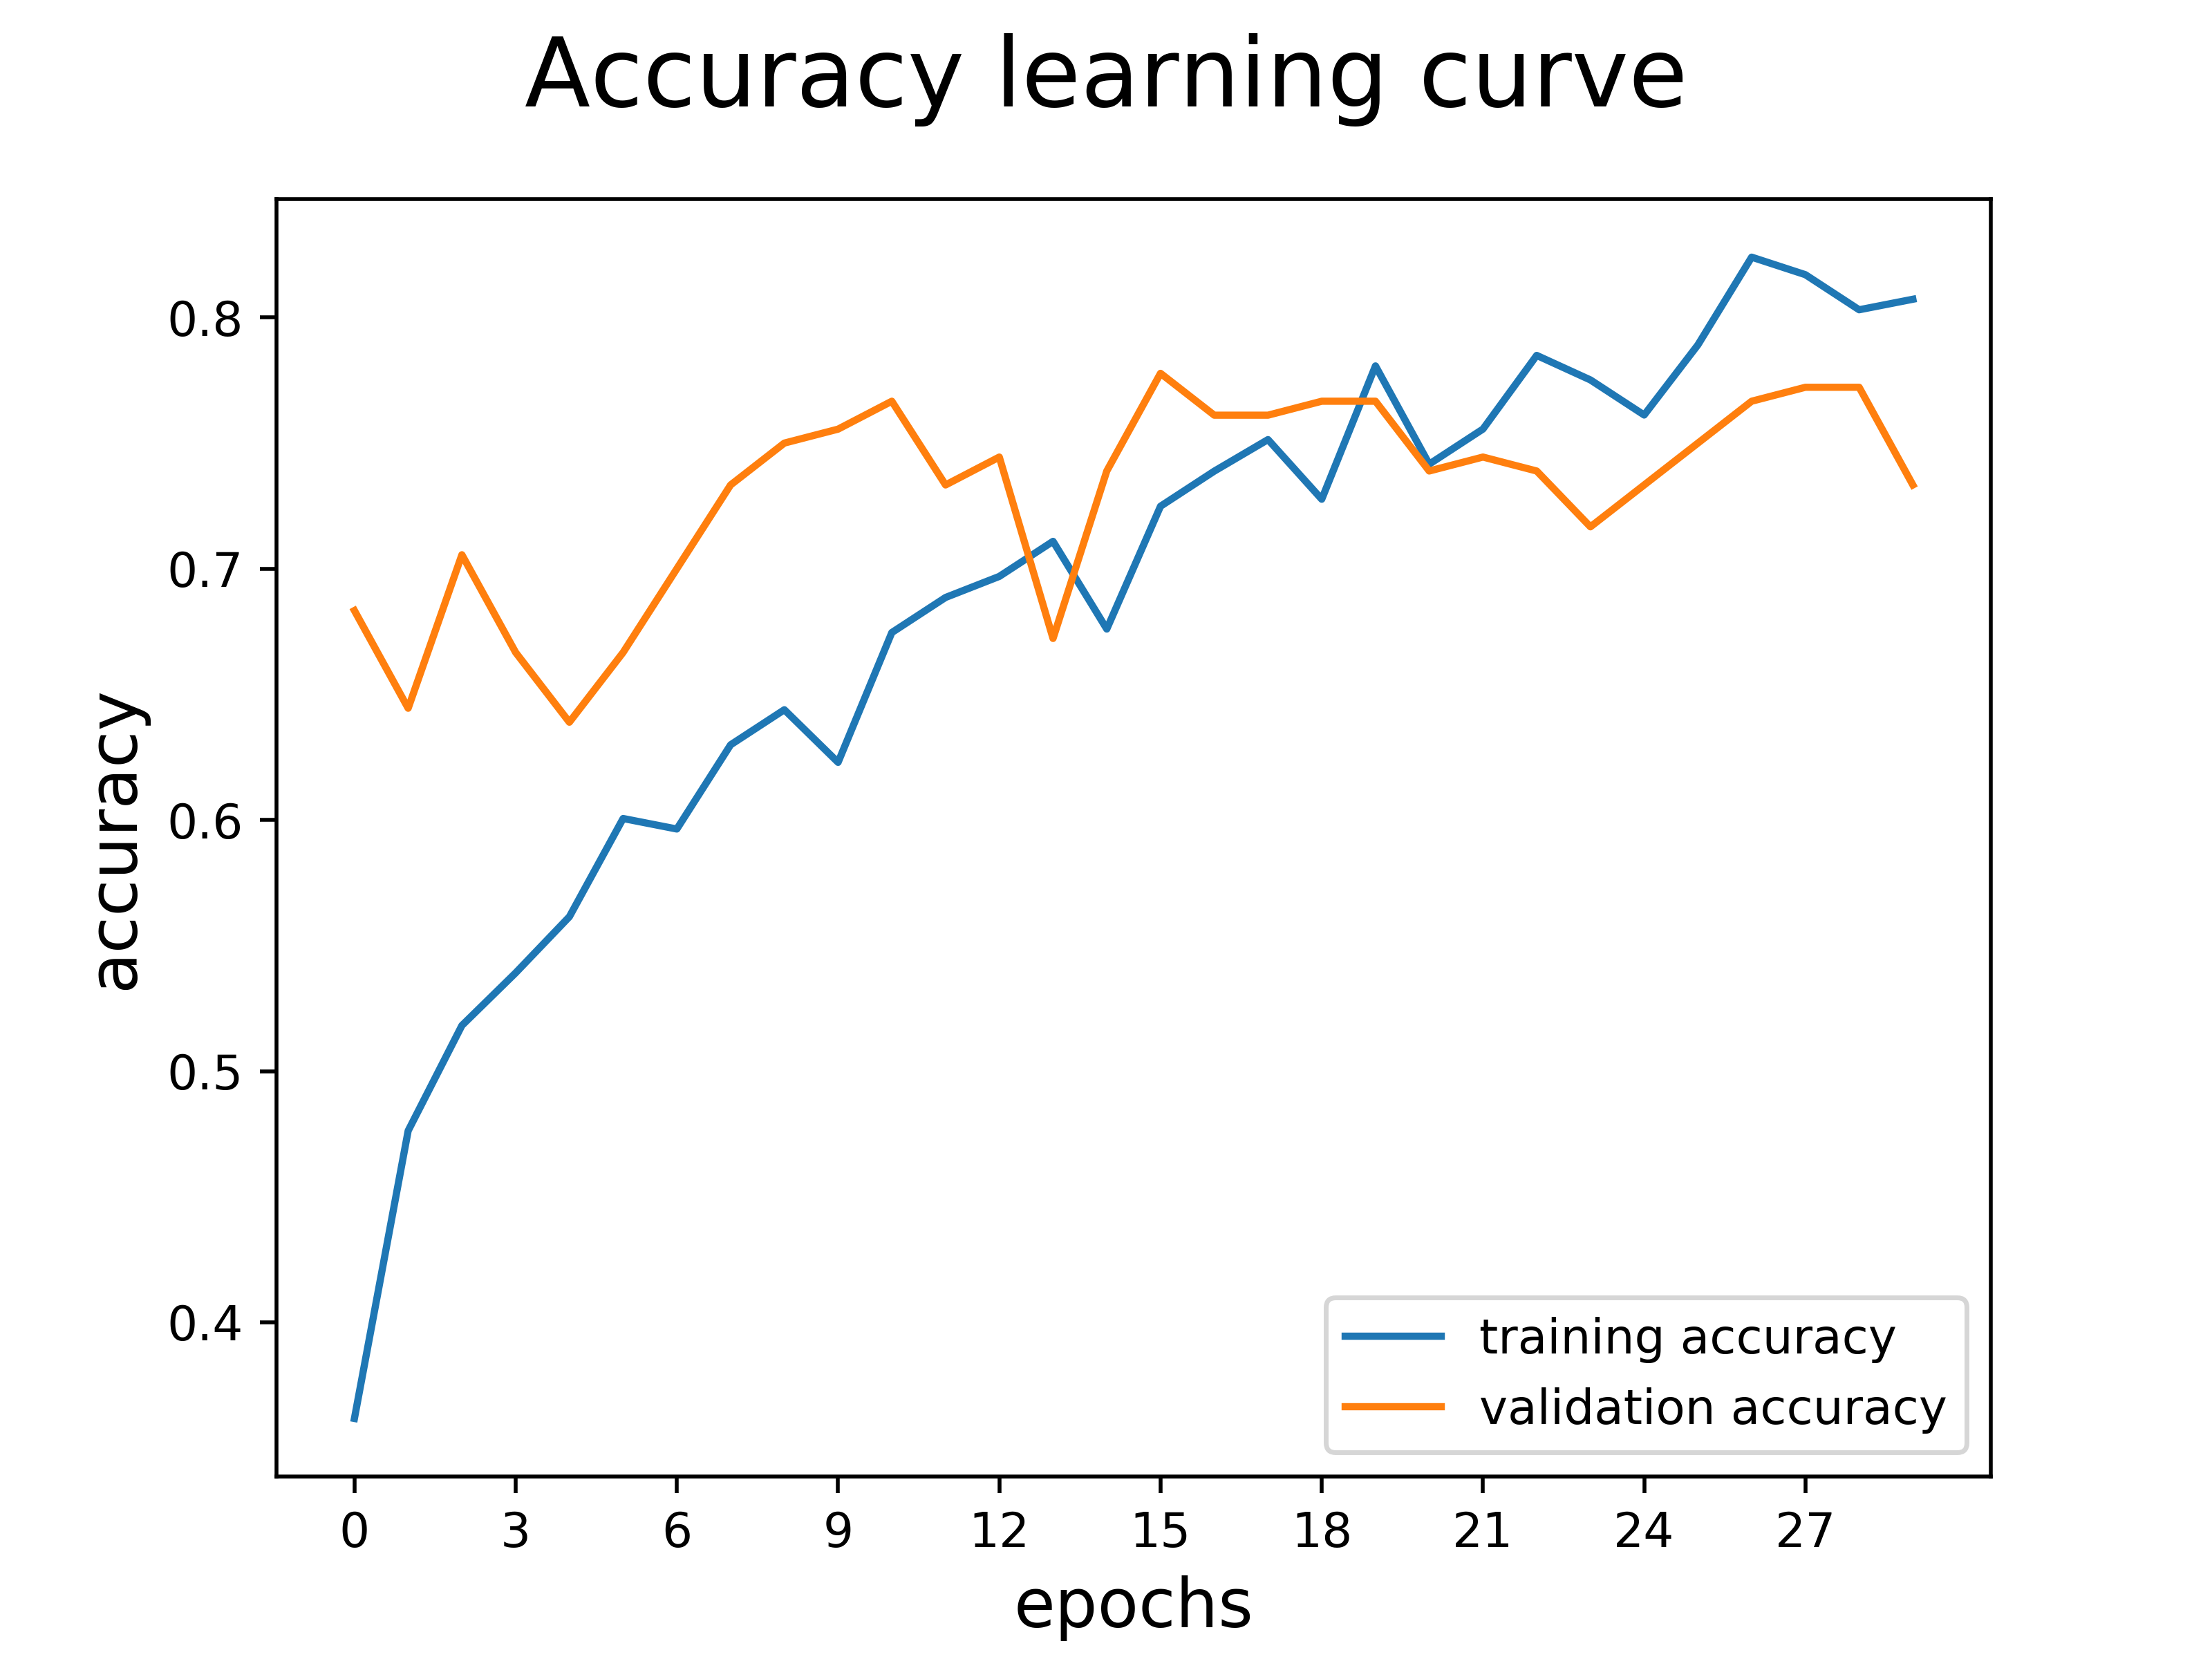 Accuracy learning curve
accuracy
0.8
0.7
0.6
0.5
0.4
training accuracy
validation accuracy
0 3 6 9 12 15 18 21 24 27
epochs